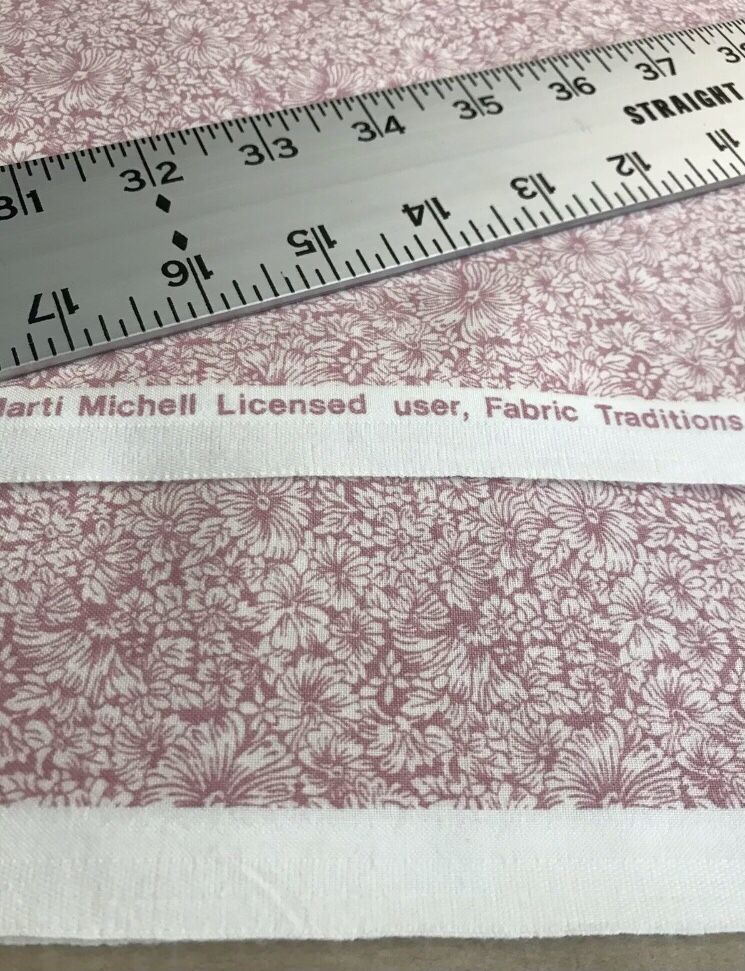 31 32 33 34 35 36 37
STRAIGHT
17 16 15 14 13 12 11
Marti Michell Licensed user, Fabric Traditions